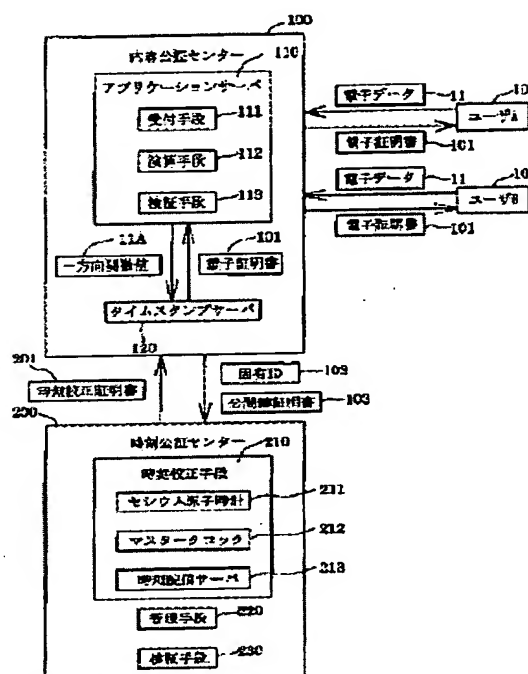 100
内容公証センター
110
アプリケーションサーバ
受付手段
111
演算手段
112
検証手段
113
電子データ
11
10
ユーザA
電子証明書
101
電子データ
11
10
ユーザB
電子証明書
101
11A
一方向関数値
101
電子証明書
タイムスタンプサーバ
120
201
時刻校正証明書
固有ID
102
公開鍵証明書
103
200
時刻公証センター
210
時刻校正手段
セシウム原子時計
211
マスタークロック
212
時刻配信サーバ
213
管理手段
220
検証手段
230